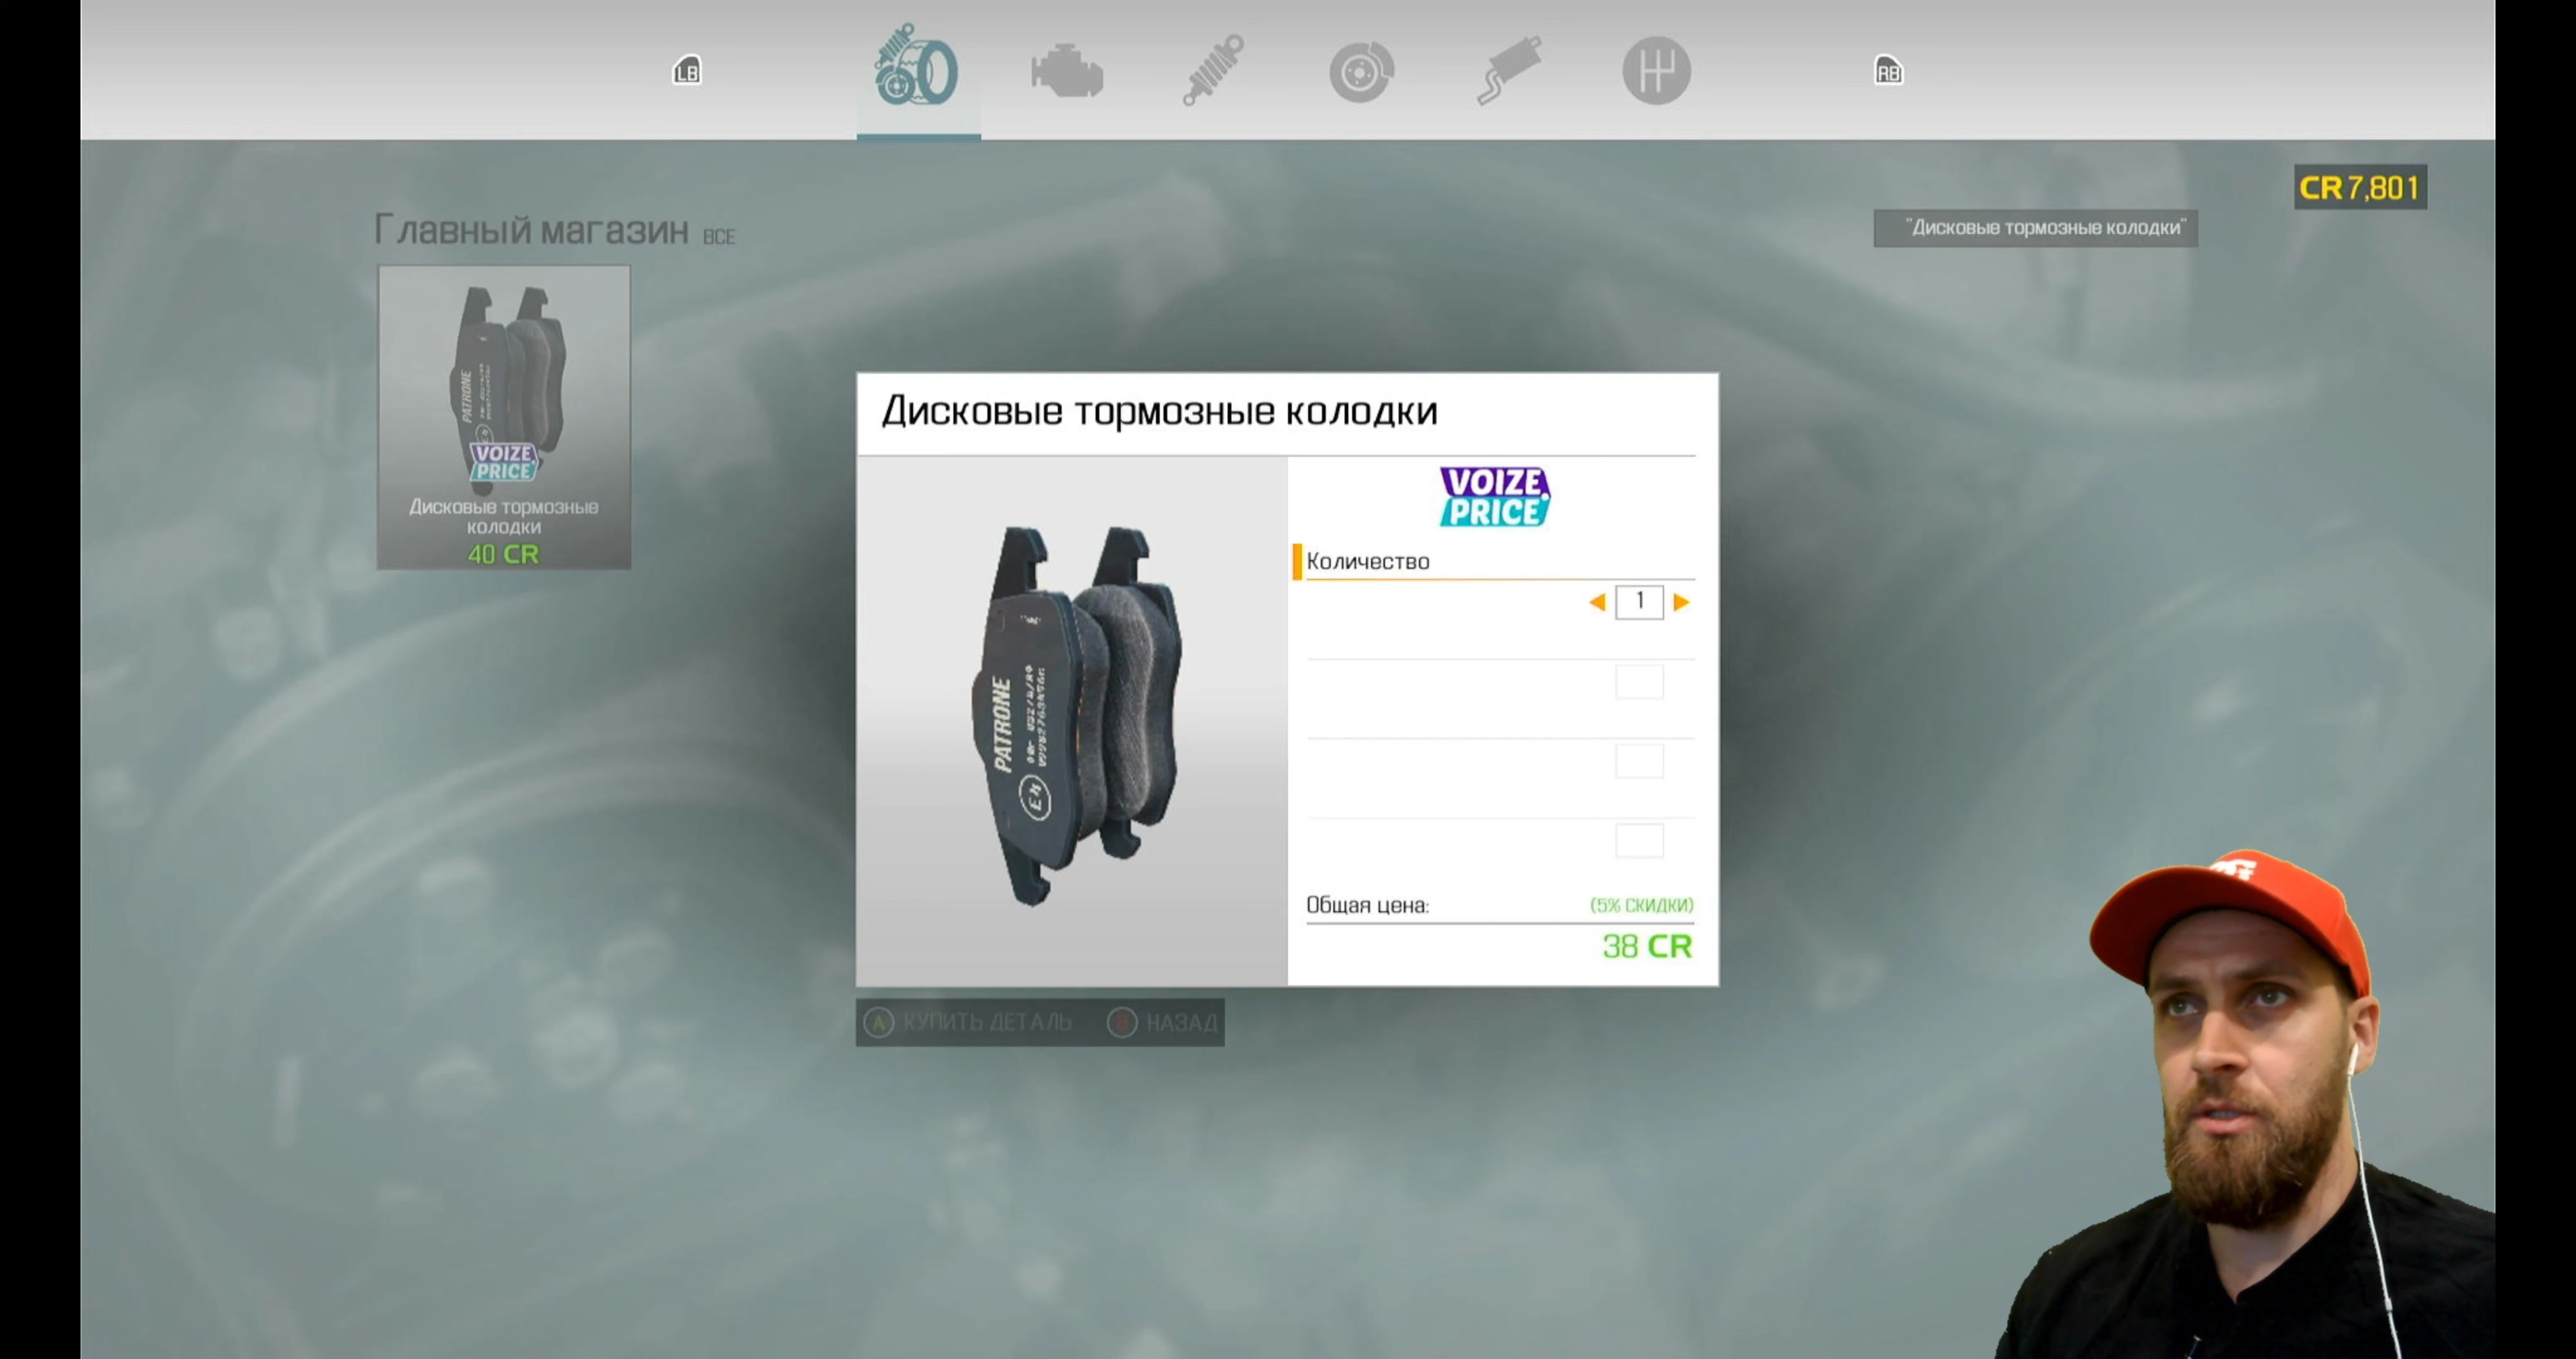 LB
RB
CR 7,801
Главный магазин ВСЕ
"Дисковые тормозные колодки"
PATRONE
VOIZE
PRICE
Дисковые тормозные
колодки
40 CR
Дисковые тормозные колодки
PATRONE
VOIZE
PRICE
Количество
1
Общая цена: (5% СКИДКИ)
38 CR
A КУПИТЬ ДЕТАЛЬ B НАЗАД